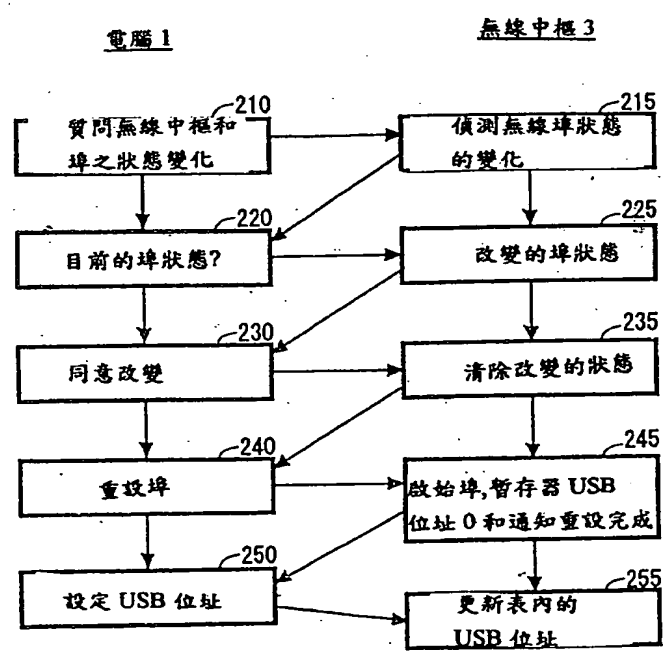 電腦 1
無線中樞 3
210
質問無線中樞和
埠之狀態變化
215
偵測無線埠狀態
的變化
220
目前的埠狀態?
225
改變的埠狀態
230
同意改變
235
清除改變的狀態
240
重設埠
245
啟始埠,暫存器 USB
位址 0 和通知重設完成
250
設定 USB 位址
255
更新表內的
USB 位址